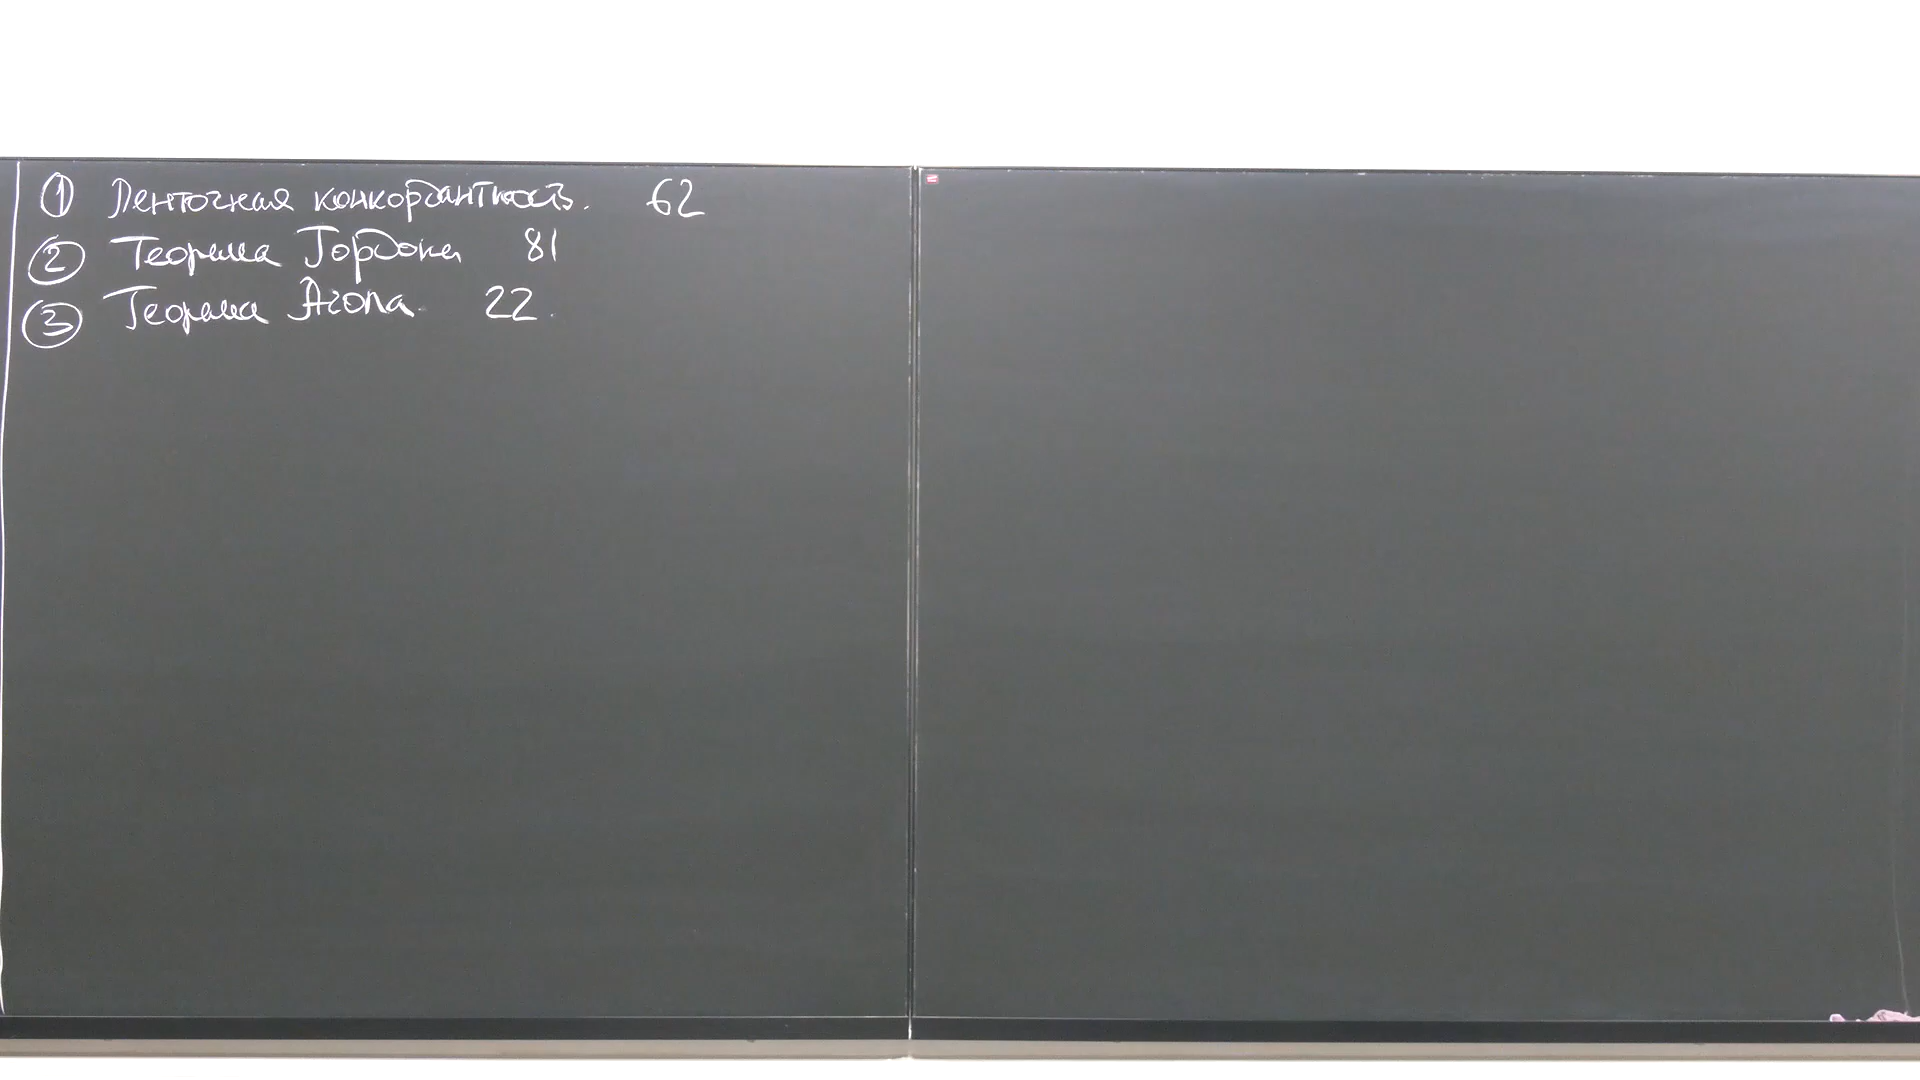 ① Ленточная конкордантность. 62
② Теорема Гордона 81
③ Теорема Агола. 22.